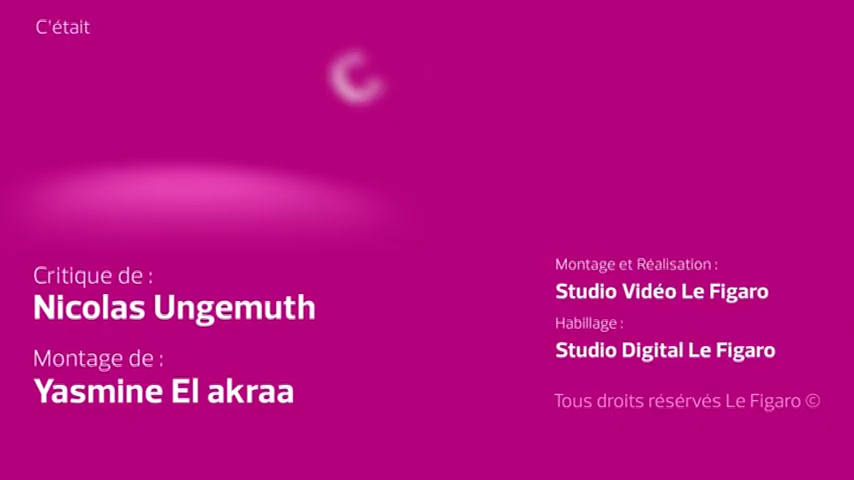 C'était
Critique de :
Nicolas Ungemuth
Montage de :
Yasmine El akraa
Montage et Réalisation :
Studio Vidéo Le Figaro
Habillage :
Studio Digital Le Figaro
Tous droits résérvés Le Figaro ©